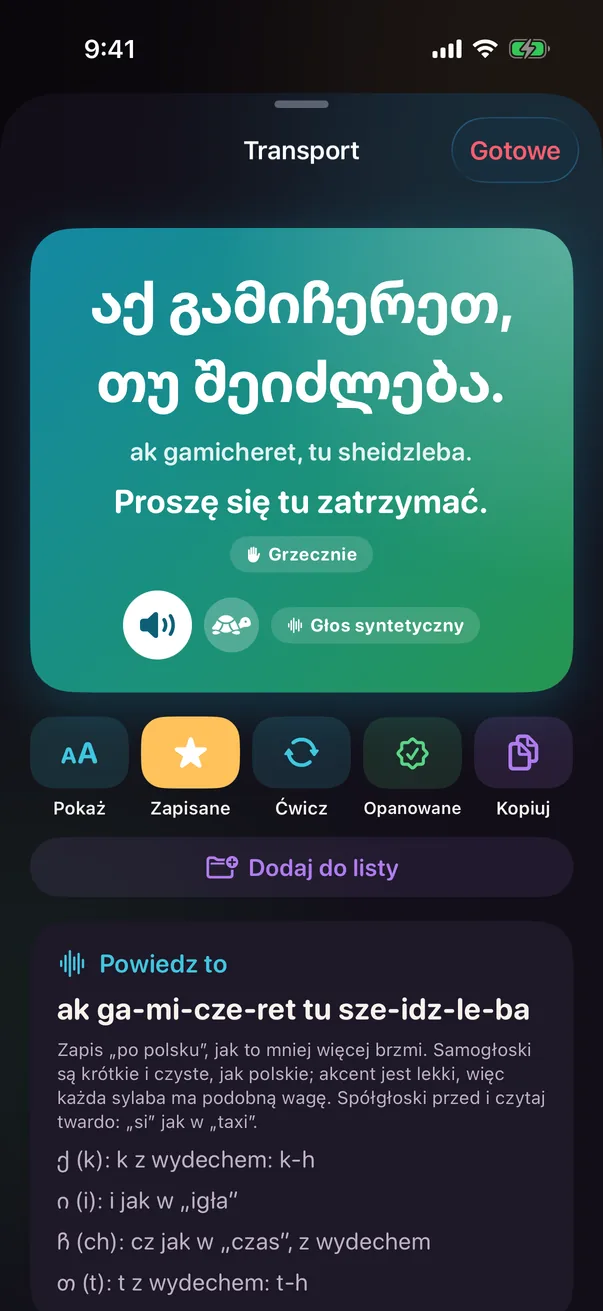 9:41
Transport
Gotowe
აქ გამიჩერეთ,
თუ შეიძლება.
ak gamicheret, tu sheidzleba.
Proszę się tu zatrzymać.
Grzecznie
Głos syntetyczny
AA
Pokaż
Zapisane
Ćwicz
Opanowane
Kopiuj
Dodaj do listy
Powiedz to
ak ga-mi-cze-ret tu sze-idz-le-ba
Zapis „po polsku”, jak to mniej więcej brzmi. Samogłoski
są krótkie i czyste, jak polskie; akcent jest lekki, więc
każda sylaba ma podobną wagę. Spółgłoski przed i czytaj
twardo: „si” jak w „taxi”.
ქ (k): k z wydechem: k-h
ი (i): i jak w „igła”
ჩ (ch): cz jak w „czas”, z wydechem
თ (t): t z wydechem: t-h